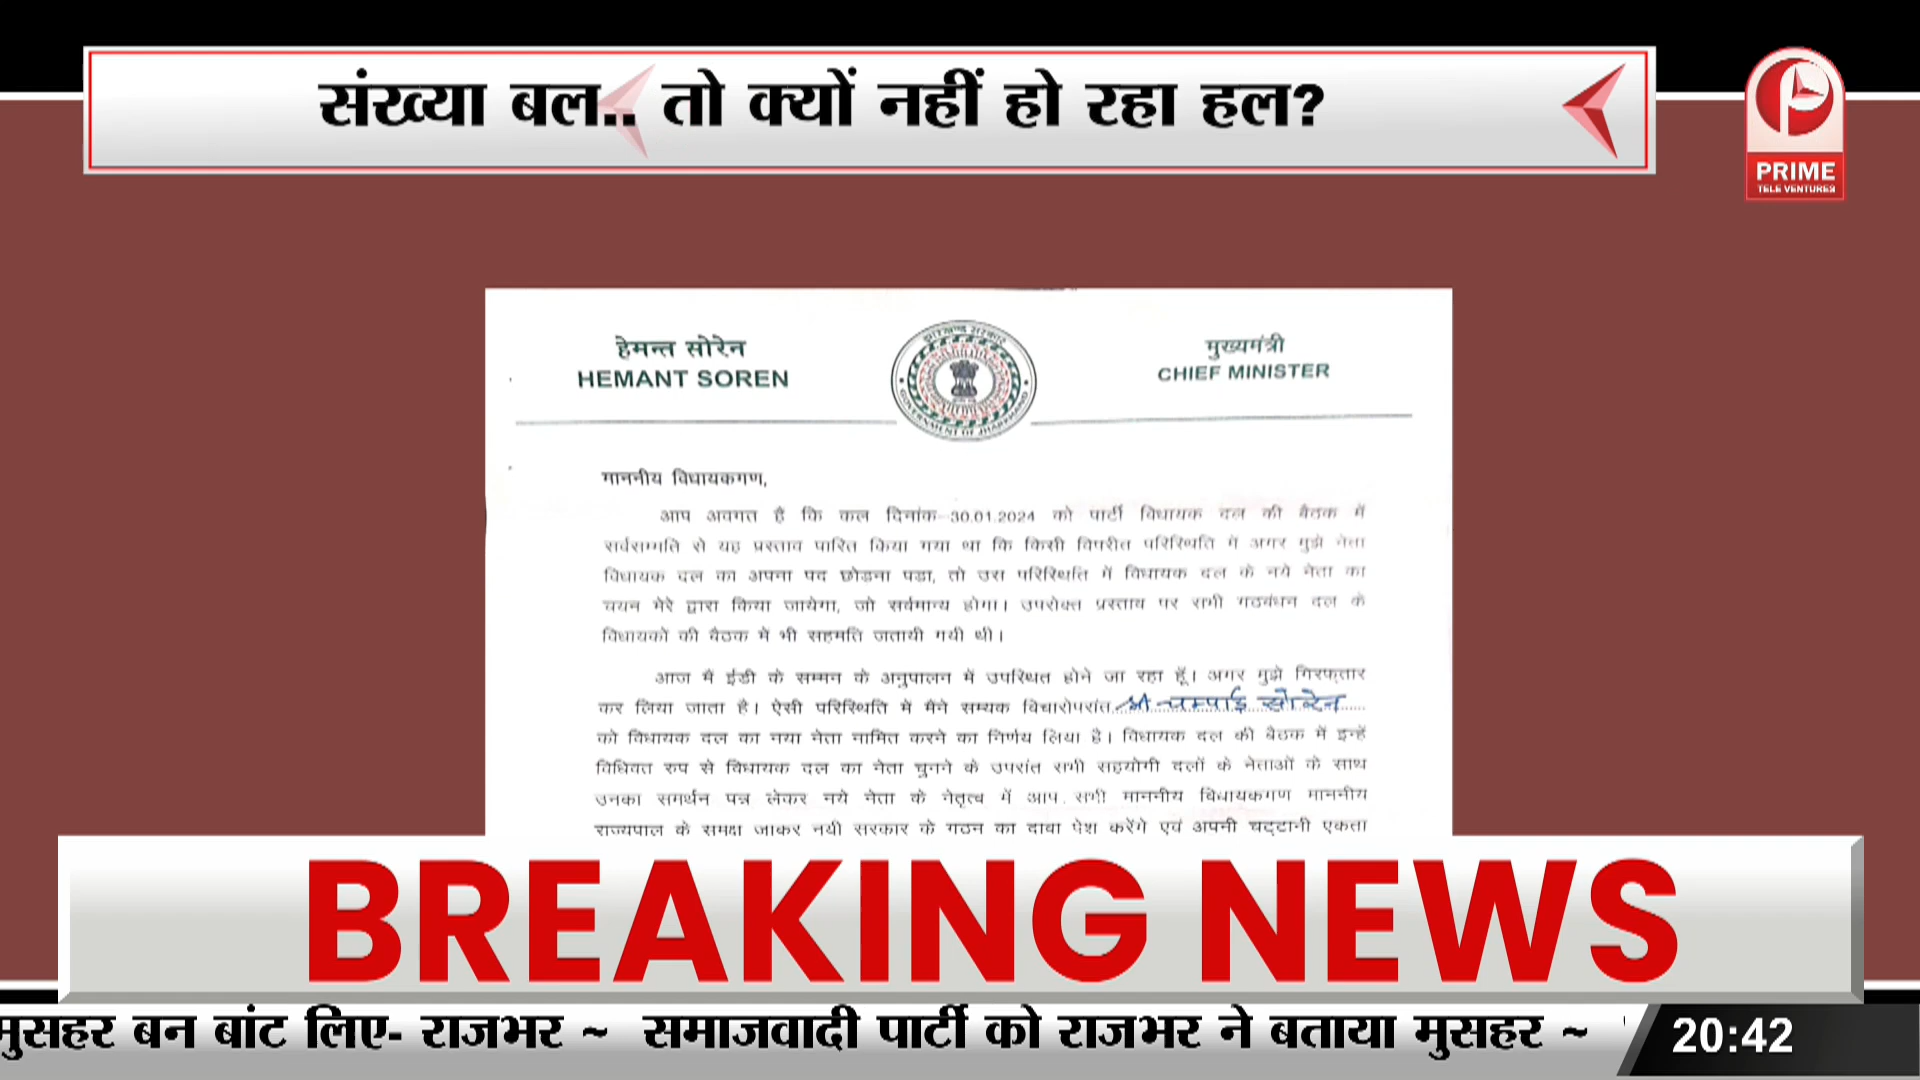 संख्या बल.. तो क्यों नहीं हो रहा हल?
PRIME
TELE VENTURES
हेमन्त सोरेन
HEMANT SOREN
झारखण्ड सरकार
GOVERNMENT OF JHARKHAND
मुख्यमंत्री
CHIEF MINISTER
माननीय विधायकगण,
आप अवगत है कि कल दिनांक-30.01.2024 को पार्टी विधायक दल की बैठक में
सर्वसम्मति से यह प्रस्ताव पारित किया गया था कि किसी विपरीत परिस्थिति में अगर मुझे नेता
विधायक दल का अपना पद छोड़ना पड़ा, तो उस परिस्थिति में विधायक दल के नये नेता का
चयन मेरे द्वारा किया जायेगा, जो सर्वमान्य होगा। उपरोक्त प्रस्ताव पर सभी गठबंधन दल के
विधायकों की बैठक में भी सहमति जतायी गयी थी।
आज मैं ईडी के सम्मन के अनुपालन में उपस्थित होने जा रहा हूँ। अगर मुझे गिरफ्तार
कर लिया जाता है। ऐसी परिस्थिति में मैंने सम्यक विचारोपरांत श्री चम्पाई सोरेन
को विधायक दल का नया नेता नामित करने का निर्णय लिया है। विधायक दल की बैठक में इन्हें
विधिवत रुप से विधायक दल का नेता चुनने के उपरांत सभी सहयोगी दलों के नेताओं के साथ
उनका समर्थन पत्र लेकर नये नेता के नेतृत्व में आप सभी माननीय विधायकगण माननीय
राज्यपाल के समक्ष जाकर नयी सरकार के गठन का दावा पेश करेंगे एवं अपनी चट्टानी एकता
BREAKING NEWS
मुसहर बन बांट लिए- राजभर ~ समाजवादी पार्टी को राजभर ने बताया मुसहर ~
20:42